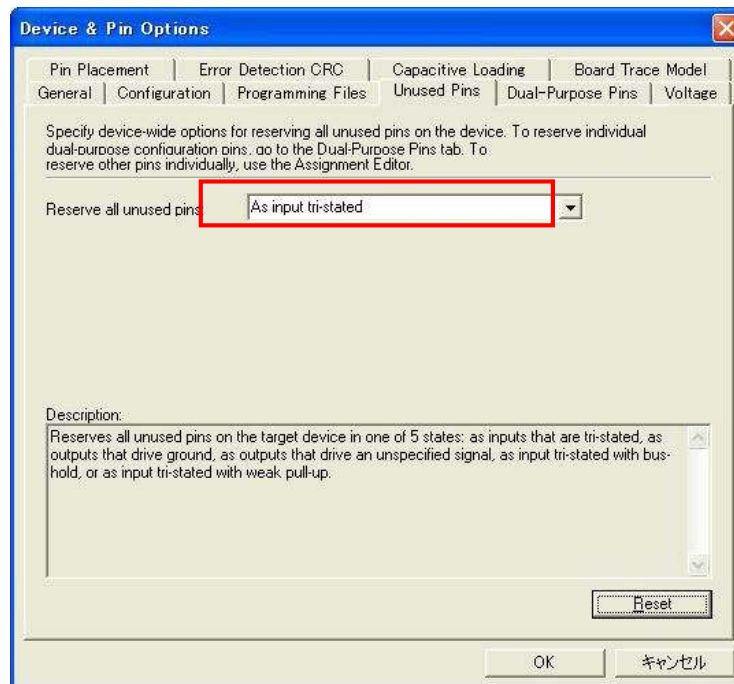 Device & Pin Options
Pin Placement
Error Detection CRC
Capacitive Loading
Board Trace Model
General
Configuration
Programming Files
Unused Pins
Dual-Purpose Pins
Voltage
Specify device-wide options for reserving all unused pins on the device. To reserve individual
dual-purpose configuration pins, go to the Dual-Purpose Pins tab. To
reserve other pins individually, use the Assignment Editor.
Reserve all unused pins:
As input tri-stated
Description:
Reserves all unused pins on the target device in one of 5 states: as inputs that are tri-stated, as
outputs that drive ground, as outputs that drive an unspecified signal, as input tri-stated with bus-
hold, or as input tri-stated with weak pull-up.
Reset
OK
キャンセル